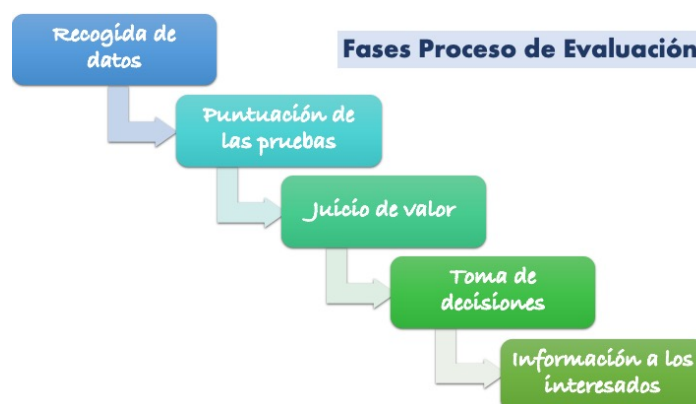 Recogida de
datos
Fases Proceso de Evaluación
Puntuación de
las pruebas
Juicio de valor
Toma de
decisiones
Información a los
interesados